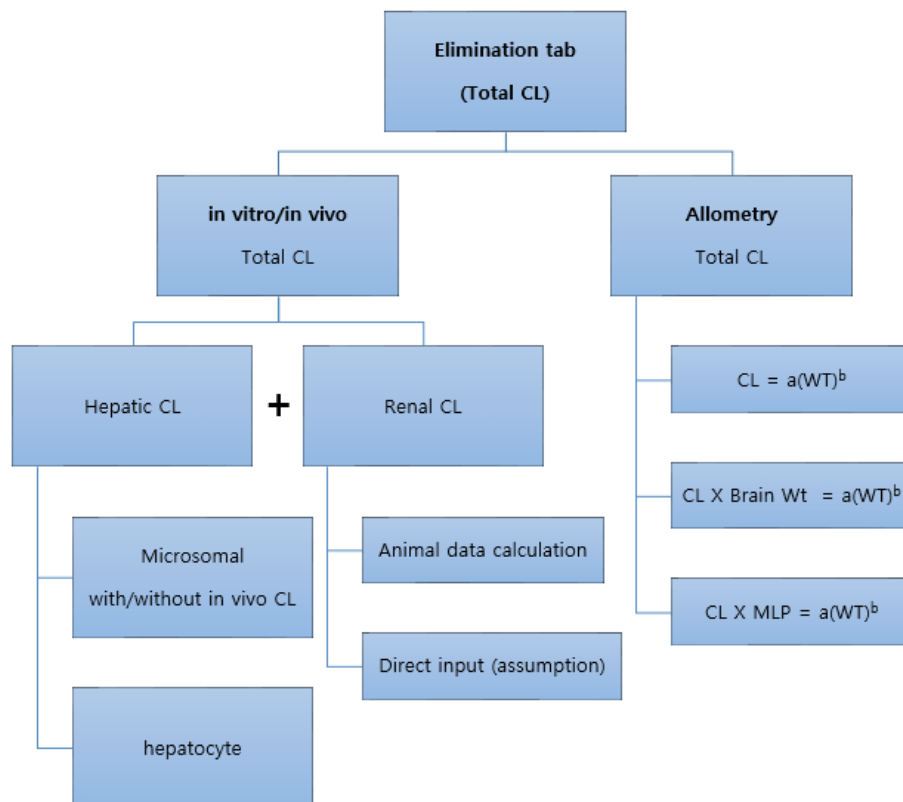 Elimination tab
(Total CL)
in vitro/in vivo
Total CL
Allometry
Total CL
Hepatic CL
+
Renal CL
CL = a(WT)ᵇ
Microsomal
with/without in vivo CL
Animal data calculation
CL X Brain Wt = a(WT)ᵇ
Direct input (assumption)
CL X MLP = a(WT)ᵇ
hepatocyte